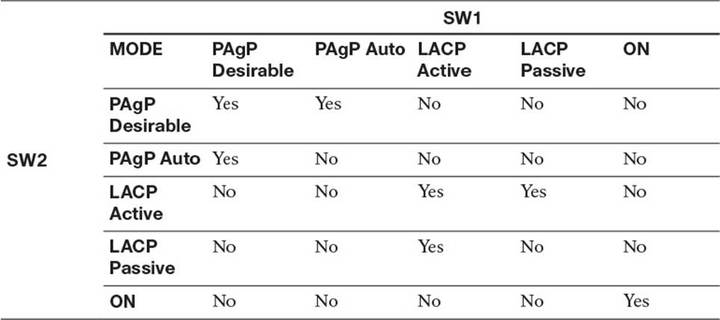 SW1
MODE PAgP Desirable PAgP Auto LACP Active LACP Passive ON
PAgP Desirable Yes Yes No No No
SW2
PAgP Auto Yes No No No No
LACP Active No No Yes Yes No
LACP Passive No No Yes No No
ON No No No No Yes